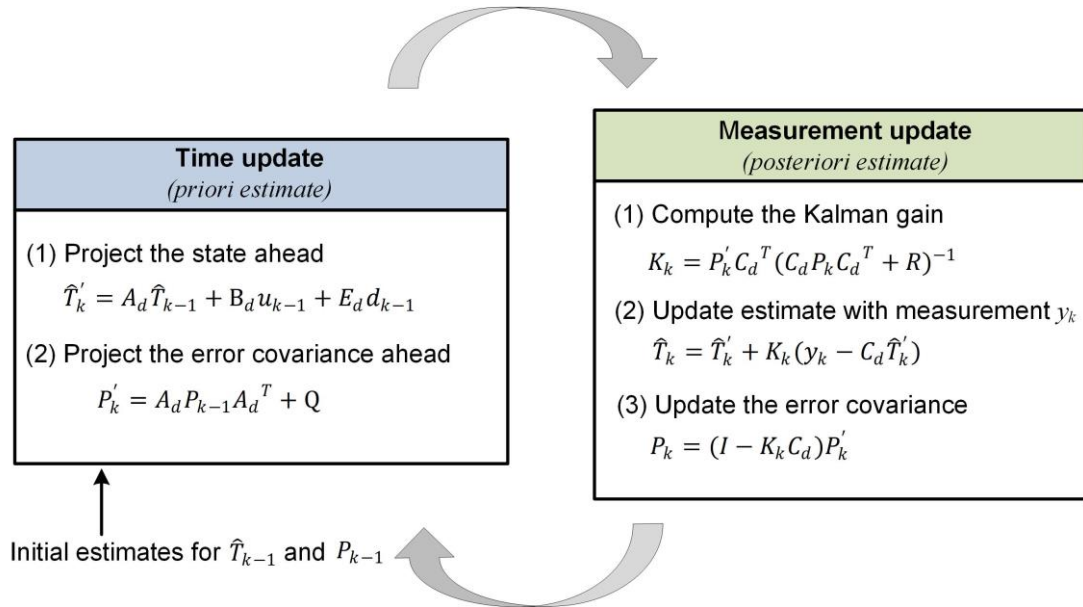 Time update
(priori estimate)
(1) Project the state ahead
T̂′ₖ = A_d T̂ₖ₋₁ + B_d uₖ₋₁ + E_d dₖ₋₁
(2) Project the error covariance ahead
P′ₖ = A_d Pₖ₋₁ A_dᵀ + Q
Initial estimates for T̂ₖ₋₁ and Pₖ₋₁
Measurement update
(posteriori estimate)
(1) Compute the Kalman gain
Kₖ = P′ₖ C_dᵀ (C_d Pₖ C_dᵀ + R)⁻¹
(2) Update estimate with measurement yₖ
T̂ₖ = T̂′ₖ + Kₖ(yₖ − C_d T̂′ₖ)
(3) Update the error covariance
Pₖ = (I − Kₖ C_d)P′ₖ